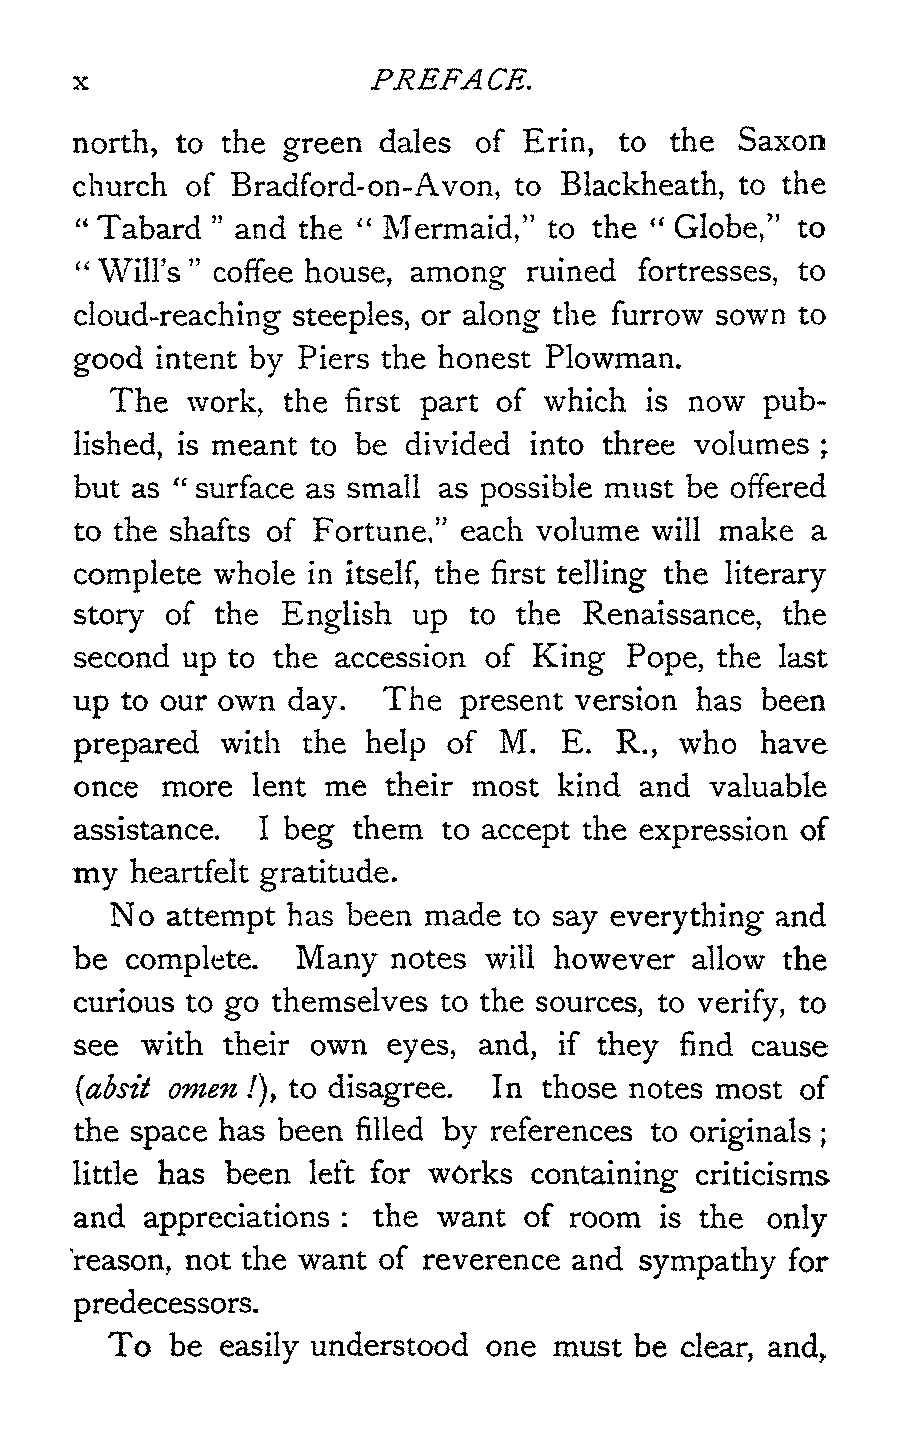 x PREFACE.
north, to the green dales of Erin, to the Saxon
church of Bradford-on-Avon, to Blackheath, to the
“ Tabard ” and the “ Mermaid,” to the “ Globe,” to
“ Will’s ” coffee house, among ruined fortresses, to
cloud-reaching steeples, or along the furrow sown to
good intent by Piers the honest Plowman.
The work, the first part of which is now pub-
lished, is meant to be divided into three volumes ;
but as “ surface as small as possible must be offered
to the shafts of Fortune,” each volume will make a
complete whole in itself, the first telling the literary
story of the English up to the Renaissance, the
second up to the accession of King Pope, the last
up to our own day. The present version has been
prepared with the help of M. E. R., who have
once more lent me their most kind and valuable
assistance. I beg them to accept the expression of
my heartfelt gratitude.
No attempt has been made to say everything and
be complete. Many notes will however allow the
curious to go themselves to the sources, to verify, to
see with their own eyes, and, if they find cause
(absit omen !), to disagree. In those notes most of
the space has been filled by references to originals ;
little has been left for works containing criticisms
and appreciations : the want of room is the only
reason, not the want of reverence and sympathy for
predecessors.
To be easily understood one must be clear, and,